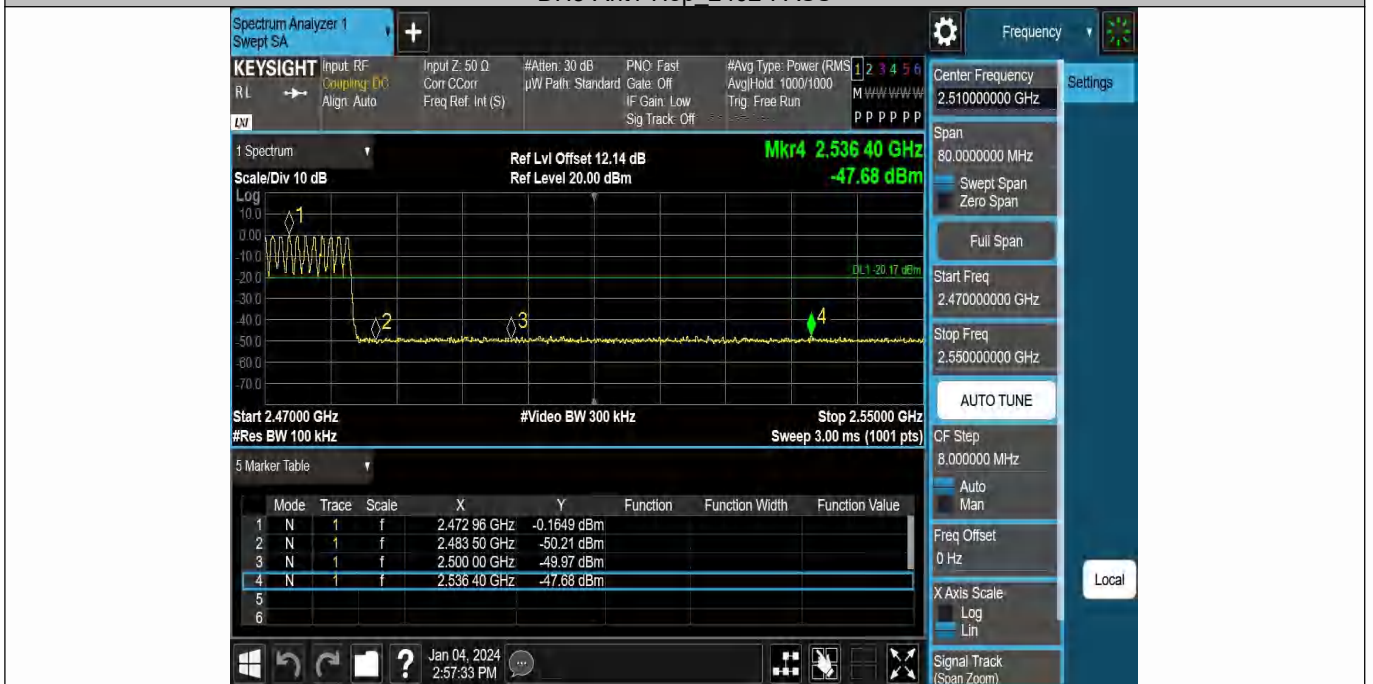 Spectrum Analyzer 1
Swept SA
+
Frequency
KEYSIGHT
RL
LXI
Input: RF
Coupling: DC
Align: Auto
Input Z: 50 Ω
Corr CCorr
Freq Ref: Int (S)
#Atten: 30 dB
µW Path: Standard
PNO: Fast
Gate: Off
IF Gain: Low
Sig Track: Off
#Avg Type: Power (RMS
Avg|Hold: 1000/1000
Trig: Free Run
1 2 3 4 5 6
M W W W W W
P P P P P P
1 Spectrum
Scale/Div 10 dB
Ref Lvl Offset 12.14 dB
Ref Level 20.00 dBm
Mkr4 2.536 40 GHz
-47.68 dBm
Log
10.0
0.00
-10.0
-20.0
-30.0
-40.0
-50.0
-60.0
-70.0
1
2
3
4
DL1 -20.17 dBm
Start 2.47000 GHz
#Res BW 100 kHz
#Video BW 300 kHz
Stop 2.55000 GHz
Sweep 3.00 ms (1001 pts)
5 Marker Table
Mode Trace Scale X Y Function Function Width Function Value
1 N 1 f 2.472 96 GHz -0.1649 dBm
2 N 1 f 2.483 50 GHz -50.21 dBm
3 N 1 f 2.500 00 GHz -49.97 dBm
4 N 1 f 2.536 40 GHz -47.68 dBm
5
6
?
Jan 04, 2024
2:57:33 PM
Center Frequency
2.510000000 GHz
Settings
Span
80.0000000 MHz
Swept Span
Zero Span
Full Span
Start Freq
2.470000000 GHz
Stop Freq
2.550000000 GHz
AUTO TUNE
CF Step
8.000000 MHz
Auto
Man
Freq Offset
0 Hz
X Axis Scale
Log
Lin
Local
Signal Track
(Span Zoom)